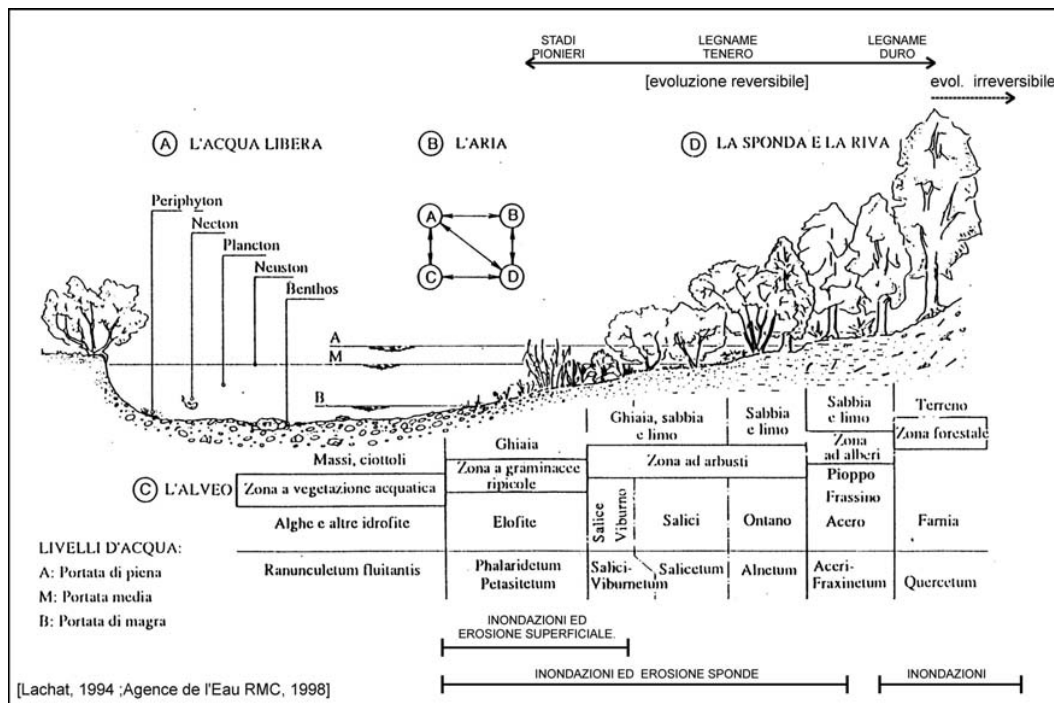 STADI
PIONIERI
LEGNAME
TENERO
LEGNAME
DURO
[evoluzione reversibile]
evol. irreversibile
A L'ACQUA LIBERA
B L'ARIA
D LA SPONDA E LA RIVA
Periphyton
Necton
Plancton
Neuston
Benthos
A B
C D
A
M
B
Massi, ciottoli
Ghiaia
Ghiaia, sabbia
e limo
Sabbia
e limo
Sabbia
e limo
Terreno
C L'ALVEO
Zona a vegetazione acquatica
Zona a graminacee
ripicole
Zona ad arbusti
Zona
ad alberi
Zona forestale
Alghe e altre idrofite
Elofite
Salice
Viburno
Salici
Ontano
Pioppo
Frassino
Acero
Farnia
Ranunculetum fluitantis
Phalaridetum
Petasitetum
Salici-
Viburnetum
Salicetum
Alnetum
Aceri-
Fraxinetum
Quercetum
LIVELLI D'ACQUA:
A: Portata di piena
M: Portata media
B: Portata di magra
INONDAZIONI ED
EROSIONE SUPERFICIALE.
INONDAZIONI ED EROSIONE SPONDE
INONDAZIONI
[Lachat, 1994 ;Agence de l'Eau RMC, 1998]